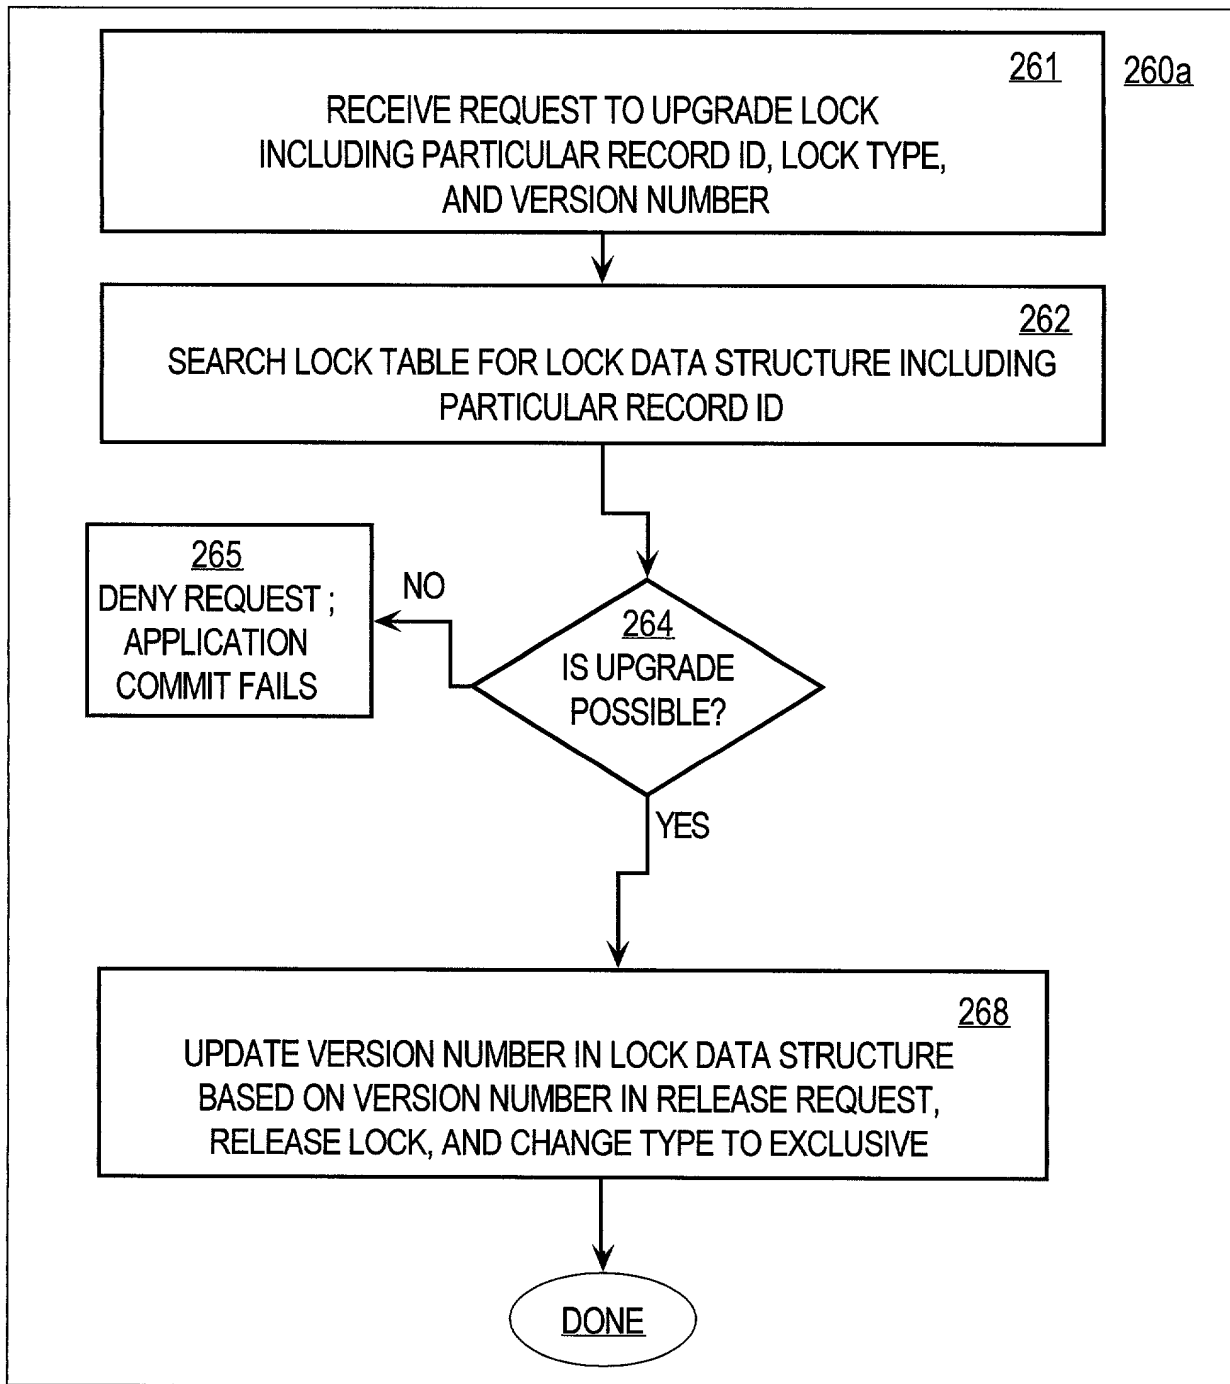 261
260a
RECEIVE REQUEST TO UPGRADE LOCK
INCLUDING PARTICULAR RECORD ID, LOCK TYPE,
AND VERSION NUMBER
262
SEARCH LOCK TABLE FOR LOCK DATA STRUCTURE INCLUDING
PARTICULAR RECORD ID
265
DENY REQUEST ;
APPLICATION
COMMIT FAILS
NO
264
IS UPGRADE
POSSIBLE?
YES
268
UPDATE VERSION NUMBER IN LOCK DATA STRUCTURE
BASED ON VERSION NUMBER IN RELEASE REQUEST,
RELEASE LOCK, AND CHANGE TYPE TO EXCLUSIVE
DONE